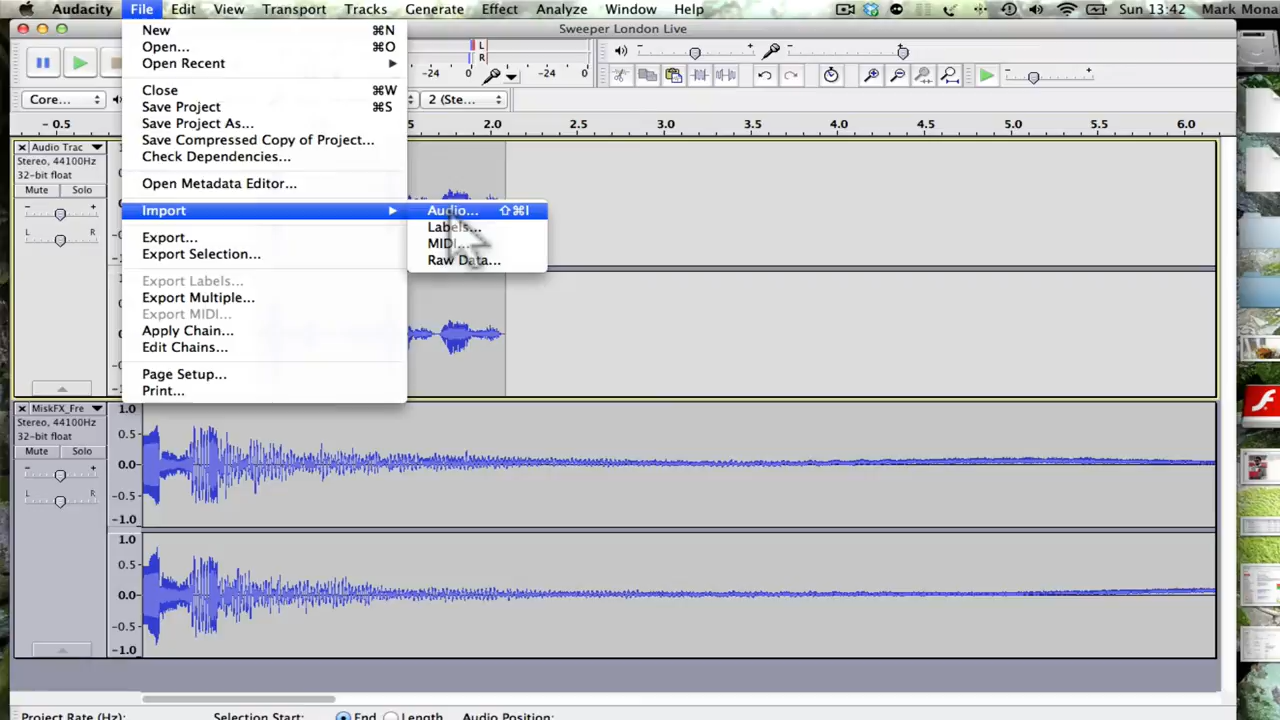 Audacity File Edit View Transport Tracks Generate Effect Analyze Window Help Sun 13:42 Mark Mona
Sweeper London Live
New ⌘N
Open...
Open Recent
Close ⌘W
Save Project ⌘S
Save Project As...
Save Compressed Copy of Project...
Check Dependencies...
Open Metadata Editor...
Import
Export...
Export Selection...
Export Labels...
Export Multiple...
Export MIDI...
Apply Chain...
Edit Chains...
Page Setup...
Print...
Audio... ⇧⌘I
Labels...
MIDI...
Raw Data...
L
R
-24 0 -24 0
Core... 2 (Ste...
- 0.5 2.0 2.5 3.0 3.5 4.0 4.5 5.0 5.5 6.0
Audio Trac
Stereo, 44100Hz
32-bit float
Mute Solo
- +
L R
MiskFX_Fre
Stereo, 44100Hz
32-bit float
Mute Solo
- +
L R
1.0
0.5
0.0
-0.5
-1.0
1.0
0.5
0.0
-0.5
-1.0
Project Rate (Hz): Selection Start: End Length Audio Position: